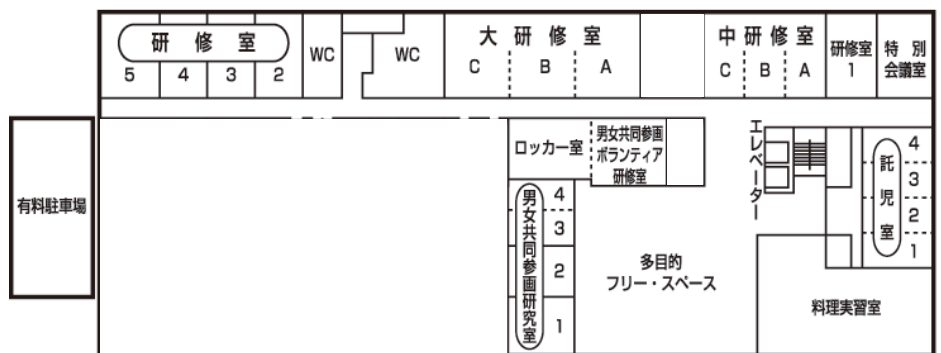 研修室
5 4 3 2
WC
WC
大研修室
C B A
中研修室
C B A
研修室
1
特別
会議室
有料駐車場
ロッカー室
男女共同参画
ボランティア
研修室
エレベーター
託児室
4
3
2
1
男女共同参画研究室
4
3
2
1
多目的
フリー・スペース
料理実習室